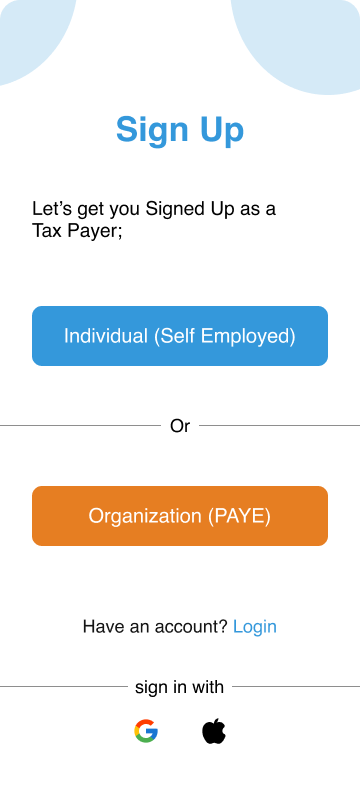 Sign Up
Let’s get you Signed Up as a
Tax Payer;
Individual (Self Employed)
Or
Organization (PAYE)
Have an account? Login
sign in with